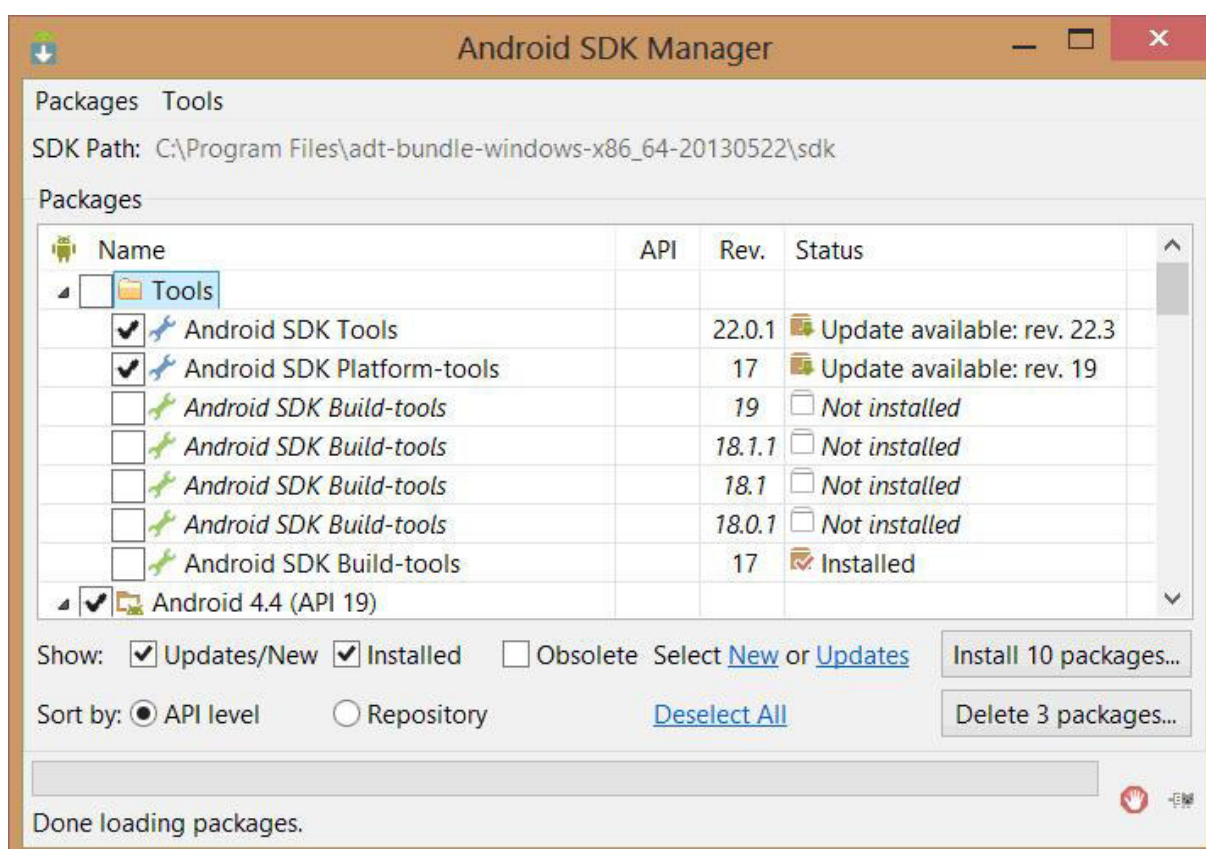 Android SDK Manager
Packages Tools
SDK Path: C:\Program Files\adt-bundle-windows-x86_64-20130522\sdk
Packages
Name API Rev. Status
Tools
Android SDK Tools 22.0.1 Update available: rev. 22.3
Android SDK Platform-tools 17 Update available: rev. 19
Android SDK Build-tools 19 Not installed
Android SDK Build-tools 18.1.1 Not installed
Android SDK Build-tools 18.1 Not installed
Android SDK Build-tools 18.0.1 Not installed
Android SDK Build-tools 17 Installed
Android 4.4 (API 19)
Show: Updates/New Installed Obsolete Select New or Updates Install 10 packages...
Sort by: API level Repository Deselect All Delete 3 packages...
Done loading packages.